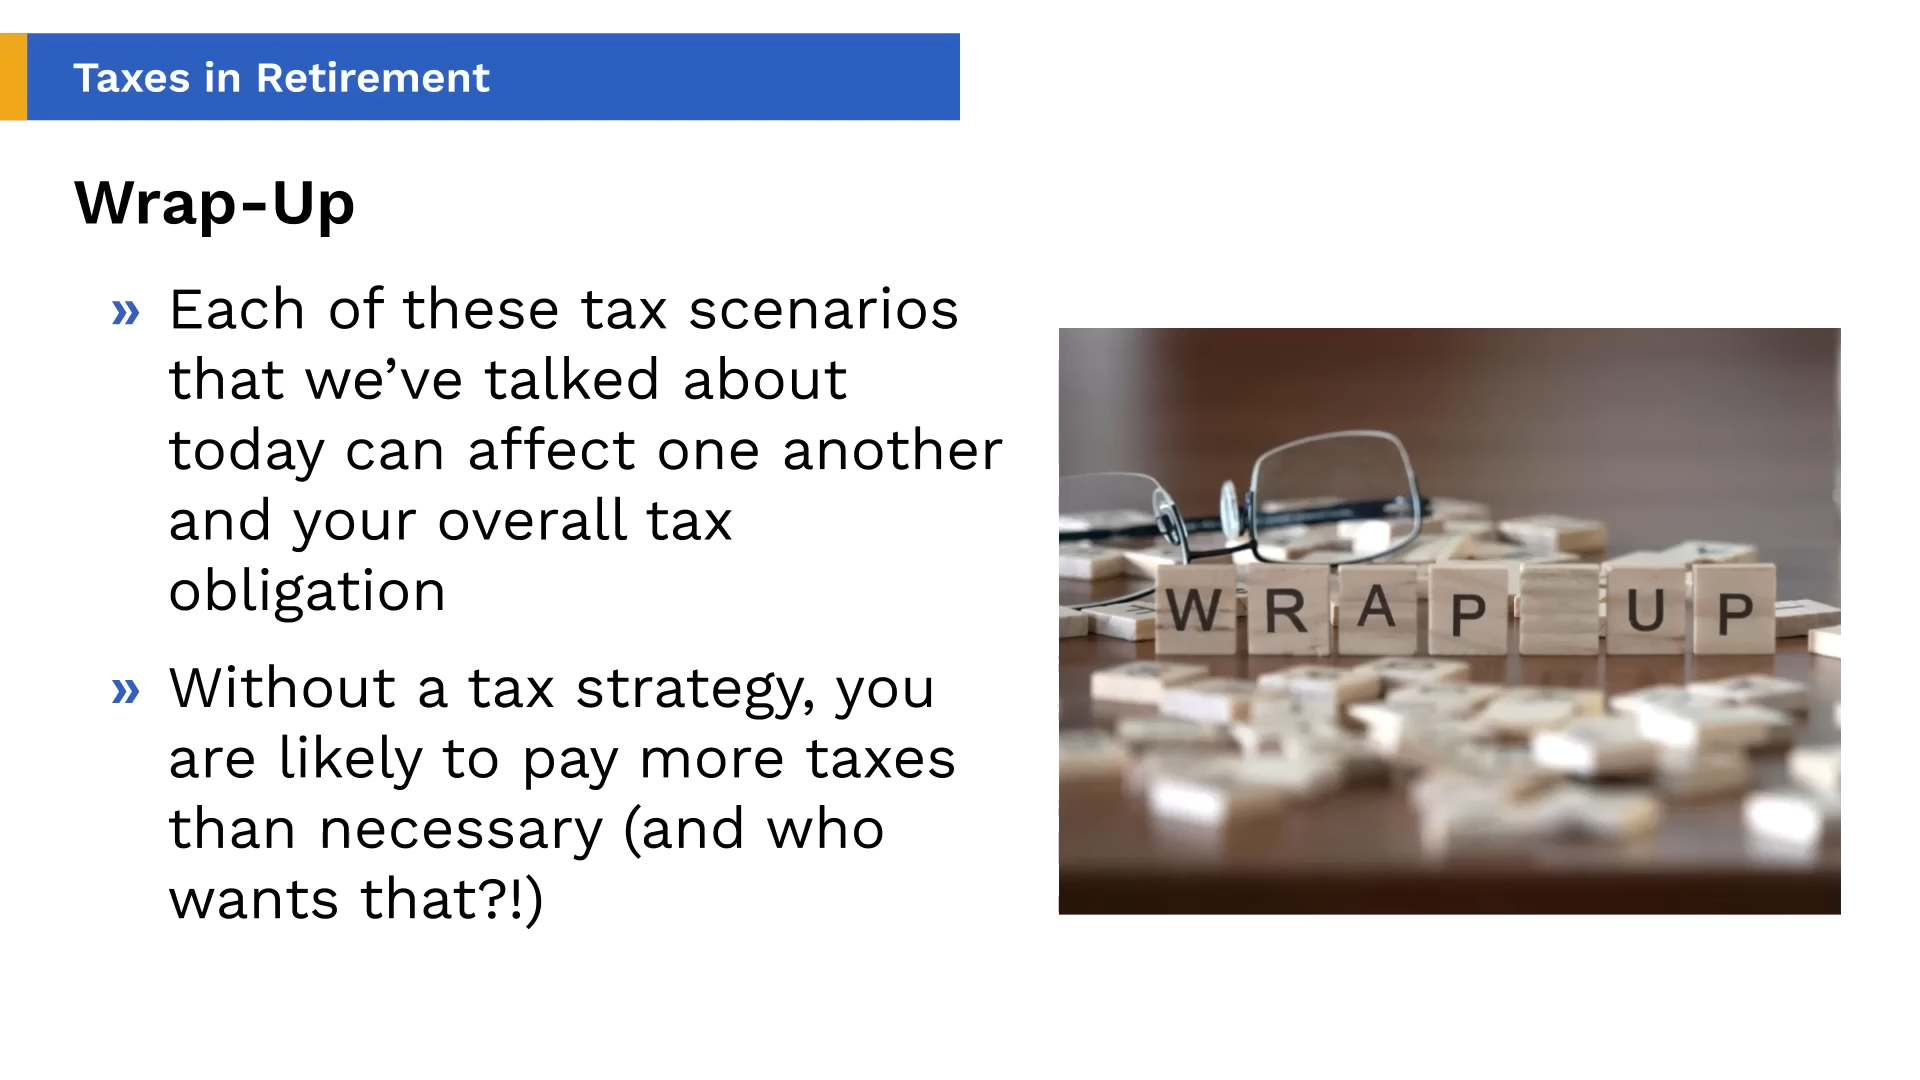 Taxes in Retirement
Wrap-Up
» Each of these tax scenarios
that we’ve talked about
today can affect one another
and your overall tax
obligation
» Without a tax strategy, you
are likely to pay more taxes
than necessary (and who
wants that?!)
WRAP UP